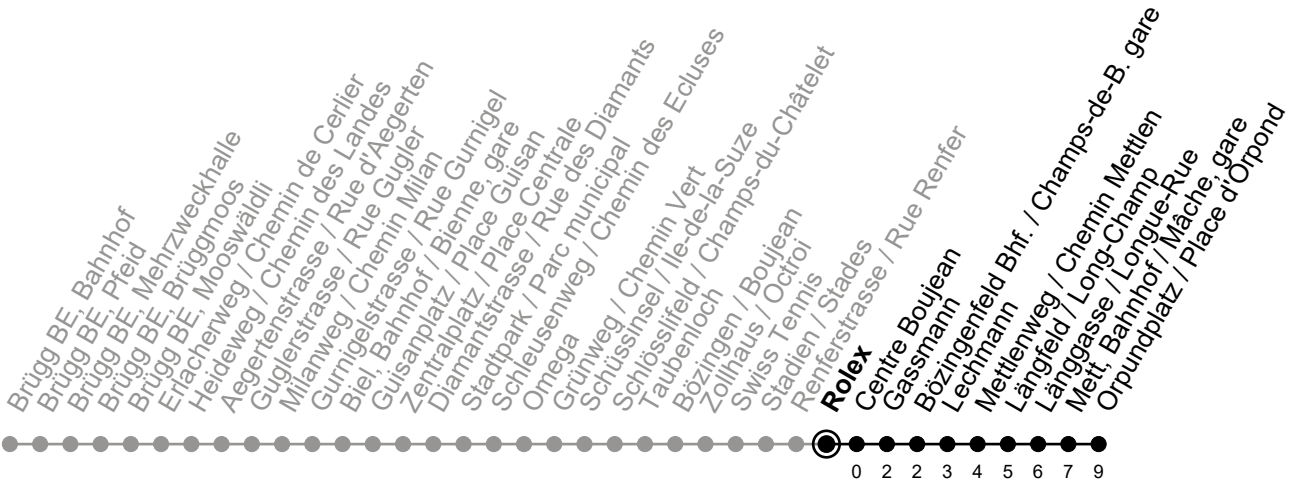 Brügg BE, Bahnhof
Brügg BE, Pfeid
Brügg BE, Mehrzweckhalle
Brügg BE, Brüggmoos
Brügg BE, Mooswäldli
Erlacherweg / Chemin de Cerlier
Heideweg / Chemin des Landes
Aegertenstrasse / Rue d'Aegerten
Guglerstrasse / Rue Gugler
Milanweg / Chemin Milan
Gurnigelstrasse / Rue Gurnigel
Biel, Bahnhof / Bienne, gare
Guisanplatz / Place Guisan
Zentralplatz / Place Centrale
Diamantstrasse / Rue des Diamants
Stadtpark / Parc municipal
Schleusenweg / Chemin des Ecluses
Omega
Grünweg / Chemin Vert
Schüssinsel / Ile-de-la-Suze
Schlösslifeld / Champs-du-Châtelet
Taubenloch
Bözingen / Boujean
Zollhaus / Octroi
Swiss Tennis
Stadien / Stades
Renferstrasse / Rue Renfer
Rolex
Centre Boujean
Gassmann
Bözingenfeld Bhf. / Champs-de-B. gare
Lechmann
Mettlenweg / Chemin Mettlen
Längfeld / Long-Champ
Länggasse / Longue-Rue
Mett, Bahnhof / Mâche, gare
Orpundplatz / Place d'Orpond
0 2 2 3 4 5 6 7 9